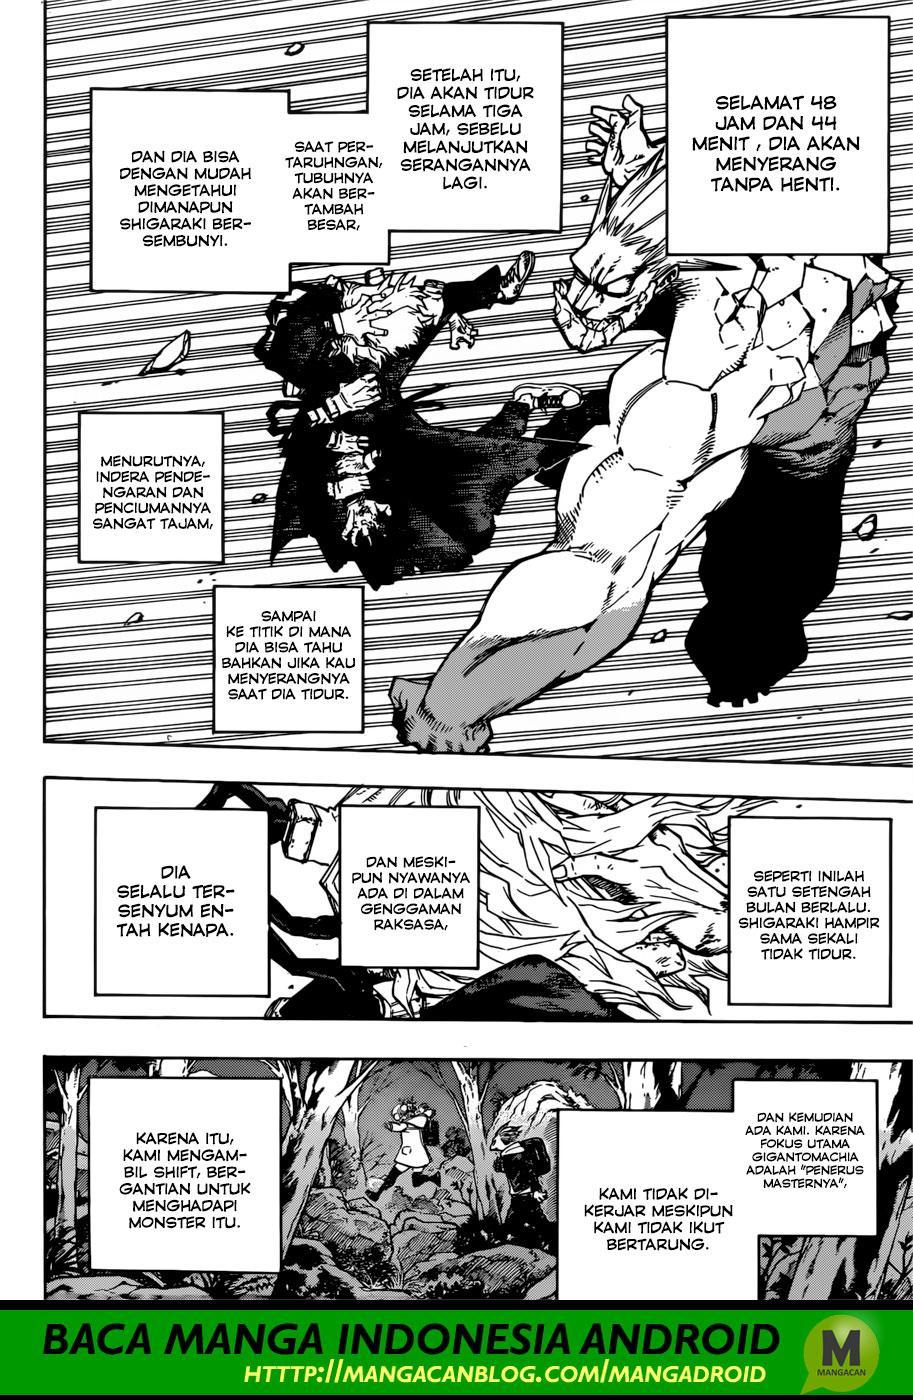 SELAMAT 48
JAM DAN 44
MENIT , DIA AKAN
MENYERANG
TANPA HENTI.
SETELAH ITU,
DIA AKAN TIDUR
SELAMA TIGA
JAM, SEBELU
MELANJUTKAN
SERANGANNYA
LAGI.
SAAT PER-
TARUHNGAN,
TUBUHNYA
AKAN BER-
TAMBAH
BESAR,
DAN DIA BISA
DENGAN MUDAH
MENGETAHUI
DIMANAPUN
SHIGARAKI BER-
SEMBUNYI.
MENURUTNYA,
INDERA PENDE-
NGARAN DAN
PENCIUMANNYA
SANGAT TAJAM,
SAMPAI
KE TITIK DI MANA
DIA BISA TAHU
BAHKAN JIKA KAU
MENYERANGNYA
SAAT DIA TIDUR.
SEPERTI INILAH
SATU SETENGAH
BULAN BERLALU.
SHIGARAKI HAMPIR
SAMA SEKALI
TIDAK TIDUR.
DAN MESKI-
PUN NYAWANYA
ADA DI DALAM
GENGGAMAN
RAKSASA,
DIA
SELALU TER-
SENYUM EN-
TAH KENAPA.
DAN KEMUDIAN
ADA KAMI. KARENA
FOKUS UTAMA
GIGANTOMACHIA
ADALAH "PENERUS
MASTERNYA",
KAMI TIDAK DI-
KERJAR MESKIPUN
KAMI TIDAK IKUT
BERTARUNG.
KARENA ITU,
KAMI MENGAM-
BIL SHIFT, BER-
GANTIAN UNTUK
MENGHADAPI
MONSTER ITU.
BACA MANGA INDONESIA ANDROID
HTTTP://MANGACANBLOG.COM/MANGADROID
M
MANGACAN